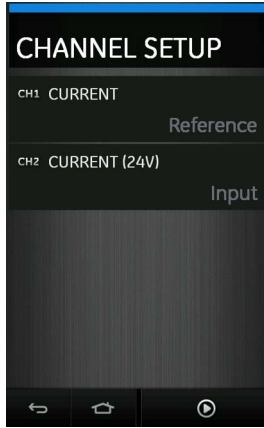 CHANNEL SETUP
CH1 CURRENT
Reference
CH2 CURRENT (24V)
Input